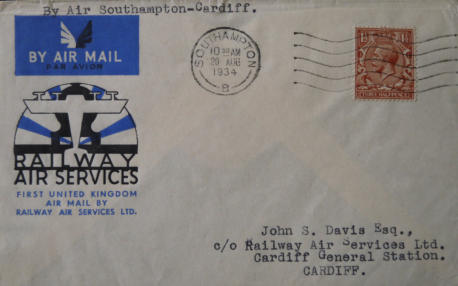 By Air Southampton-Cardiff.
BY AIR MAIL
PAR AVION
SOUTHAMPTON
10 AM
20 AUG
1934
B
THREE HALFPENCE
RAILWAY
AIR SERVICES
FIRST UNITED KINGDOM
AIR MAIL BY
RAILWAY AIR SERVICES LTD.
John S. Davis Esq.,
c/o Railway Air Services Ltd.
Cardiff General Station.
CARDIFF.